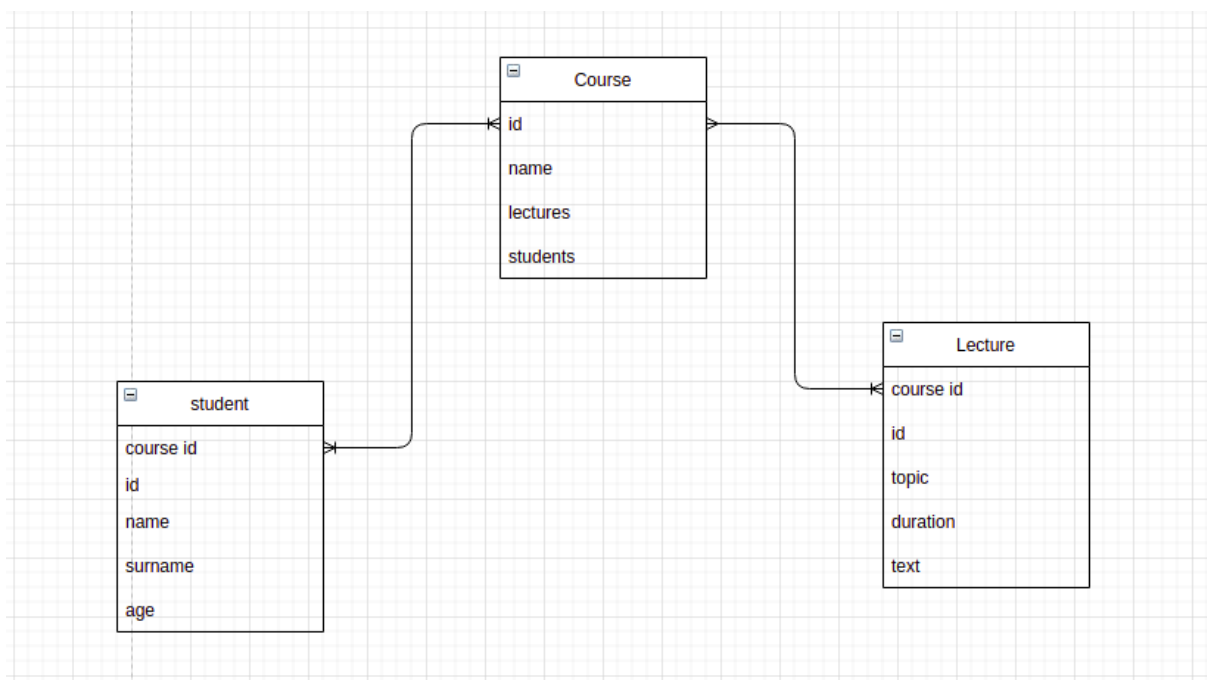 Course
id
name
lectures
students
student
course id
id
name
surname
age
Lecture
course id
id
topic
duration
text